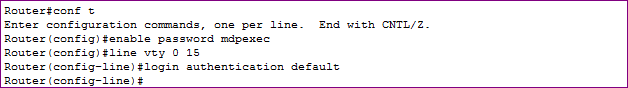 Router#conf t
Enter configuration commands, one per line.  End with CNTL/Z.
Router(config)#enable password mdpexec
Router(config)#line vty 0 15
Router(config-line)#login authentication default
Router(config-line)#